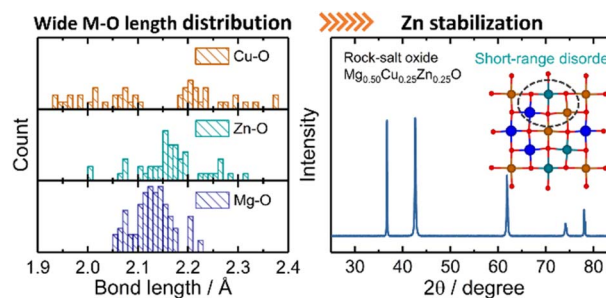 Wide M-O length distribution
Zn stabilization
Count
Cu-O
Zn-O
Mg-O
1.9 2.0 2.1 2.2 2.3 2.4
Bond length / Å
Intensity
Rock-salt oxide
Mg₀.₅₀Cu₀.₂₅Zn₀.₂₅O
Short-range disorder
30 40 50 60 70 80
2θ / degree